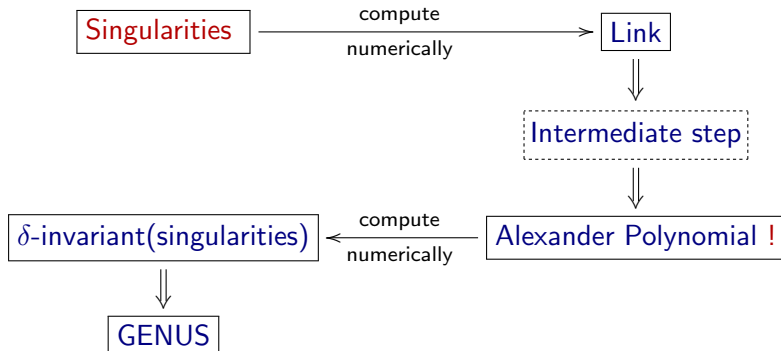 Singularities
compute
numerically
Link
Intermediate step
δ-invariant(singularities)
compute
numerically
Alexander Polynomial !
GENUS